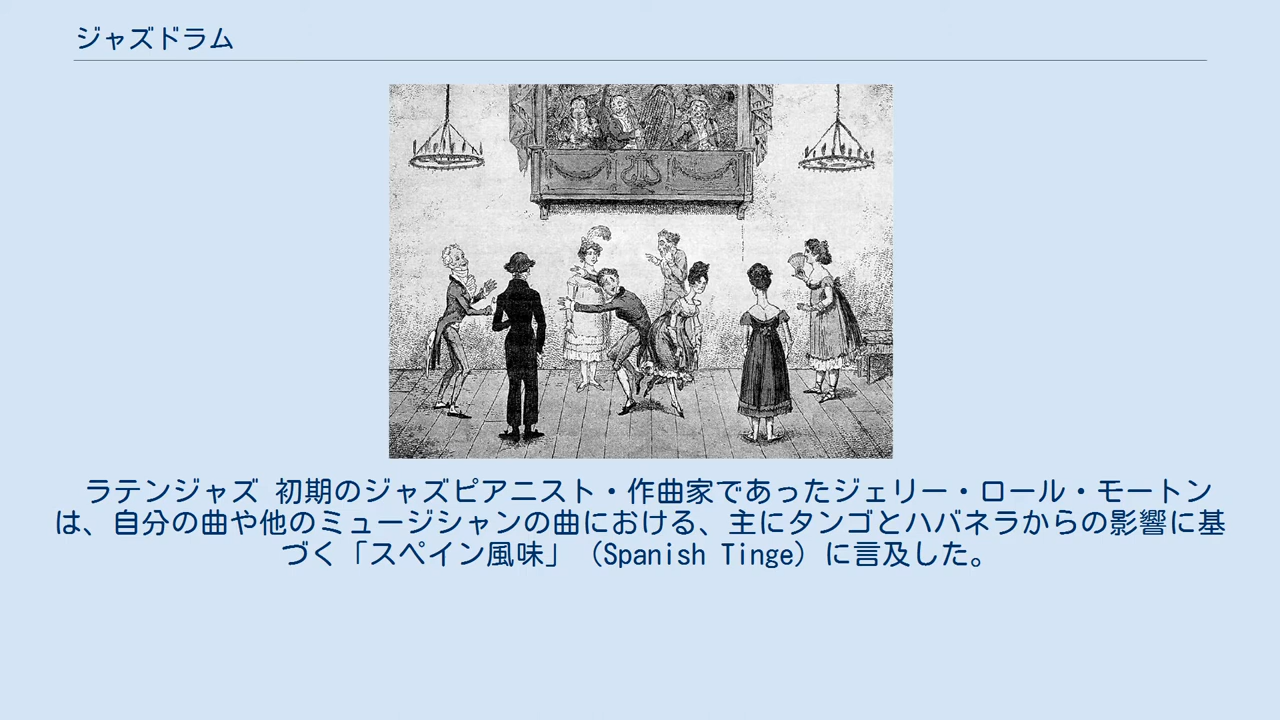 ジャズドラム
ラテンジャズ 初期のジャズピアニスト・作曲家であったジェリー・ロール・モートン
は、自分の曲や他のミュージシャンの曲における、主にタンゴとハバネラからの影響に基
づく「スペイン風味」（Spanish Tinge）に言及した。